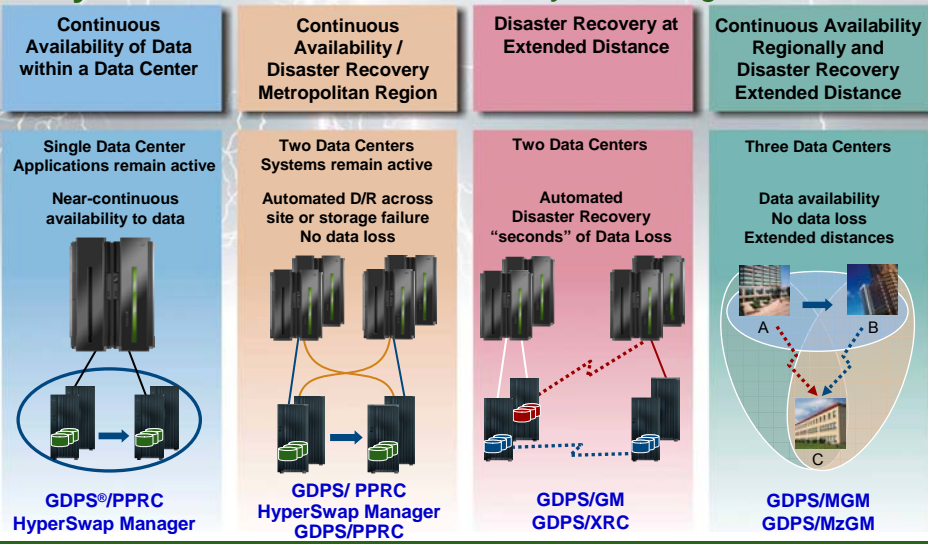 Continuous
Availability of Data
within a Data Center
Continuous
Availability /
Disaster Recovery
Metropolitan Region
Disaster Recovery at
Extended Distance
Continuous Availability
Regionally and
Disaster Recovery
Extended Distance
Single Data Center
Applications remain active
Near-continuous
availability to data
GDPS®/PPRC
HyperSwap Manager
Two Data Centers
Systems remain active
Automated D/R across
site or storage failure
No data loss
GDPS/ PPRC
HyperSwap Manager
GDPS/PPRC
Two Data Centers
Automated
Disaster Recovery
“seconds” of Data Loss
GDPS/GM
GDPS/XRC
Three Data Centers
Data availability
No data loss
Extended distances
A
B
C
GDPS/MGM
GDPS/MzGM